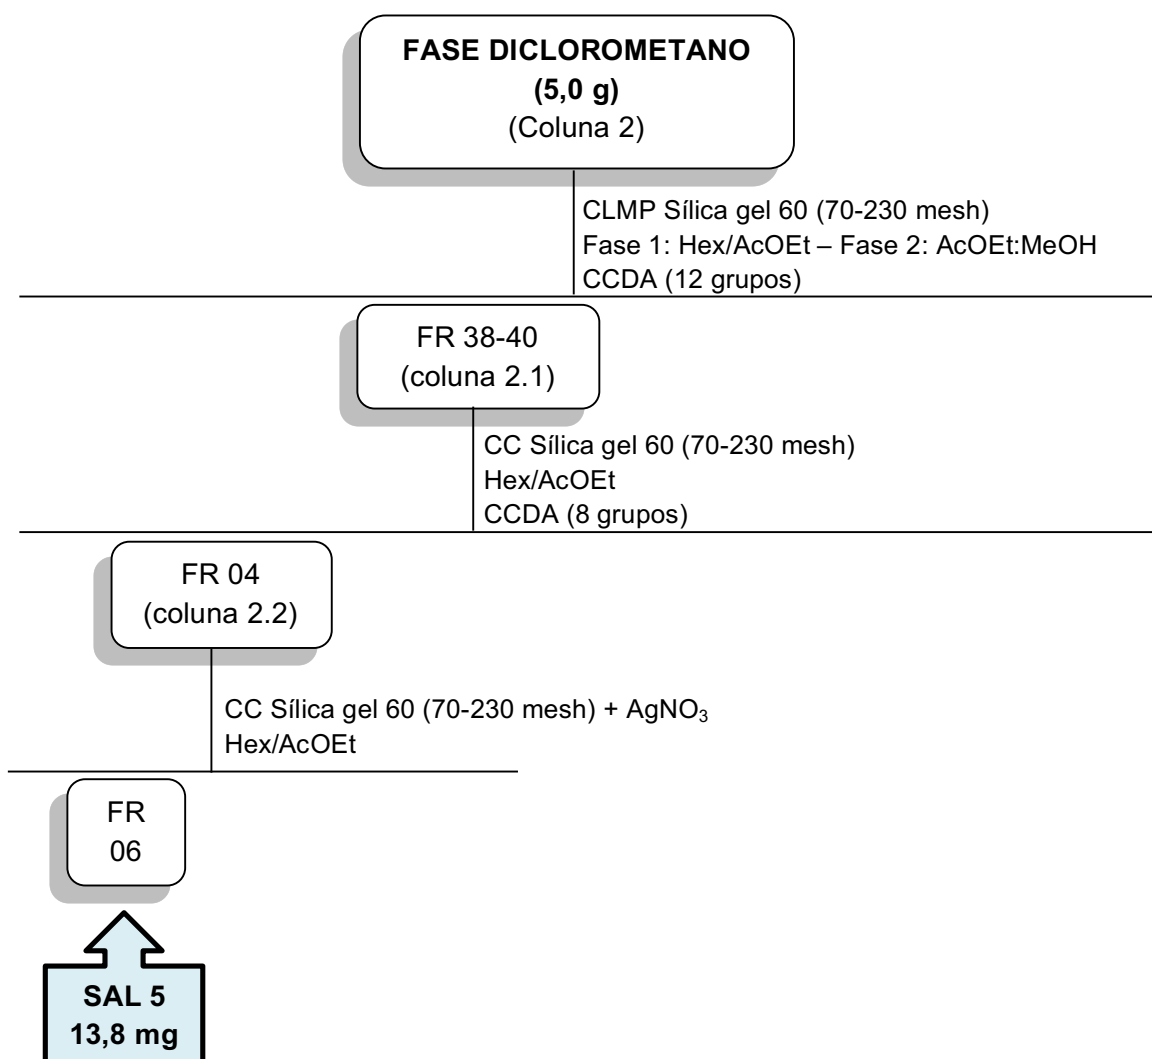 FASE DICLOROMETANO
(5,0 g)
(Coluna 2)
CLMP Sílica gel 60 (70-230 mesh)
Fase 1: Hex/AcOEt – Fase 2: AcOEt:MeOH
CCDA (12 grupos)
FR 38-40
(coluna 2.1)
CC Sílica gel 60 (70-230 mesh)
Hex/AcOEt
CCDA (8 grupos)
FR 04
(coluna 2.2)
CC Sílica gel 60 (70-230 mesh) + AgNO₃
Hex/AcOEt
FR
06
SAL 5
13,8 mg